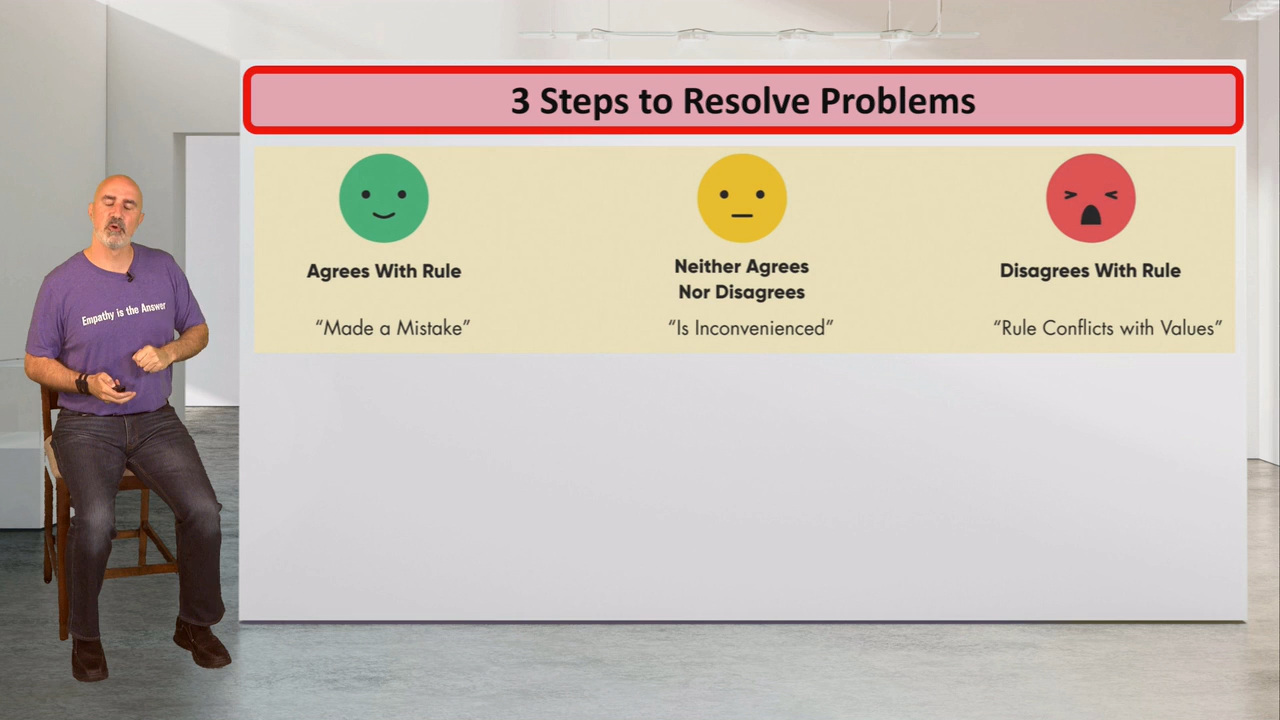 3 Steps to Resolve Problems
Agrees With Rule
Neither Agrees
Nor Disagrees
Disagrees With Rule
“Made a Mistake”
“Is Inconvenienced”
“Rule Conflicts with Values”
Empathy is the Answer